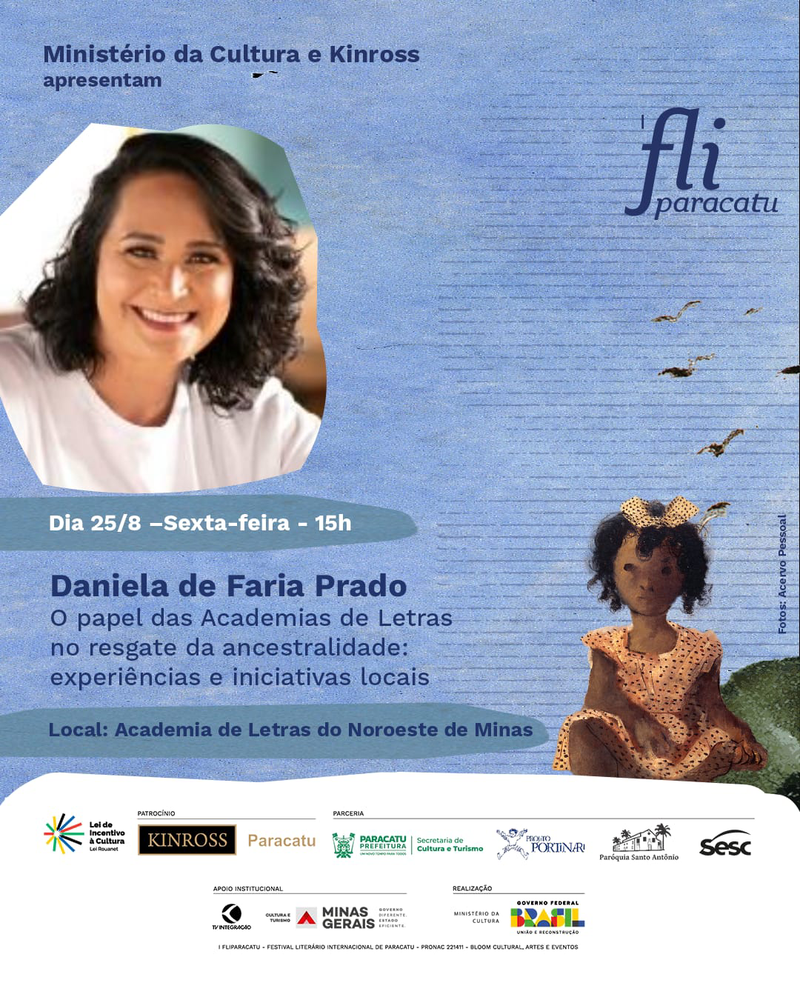 Ministério da Cultura e Kinross
apresentam
I fli
paracatu
Dia 25/8 –Sexta-feira - 15h
Daniela de Faria Prado
O papel das Academias de Letras
no resgate da ancestralidade:
experiências e iniciativas locais
Local: Academia de Letras do Noroeste de Minas
Fotos: Acervo Pessoal
Lei de
Incentivo
à Cultura
Lei Rouanet
PATROCÍNIO
KINROSS Paracatu
PARCERIA
PARACATU
PREFEITURA
UM NOVO TEMPO PARA TODOS
Secretaria de
Cultura e Turismo
PROJETO
PORTINARI
Paróquia Santo Antônio
Sesc
APOIO INSTITUCIONAL
TV INTEGRAÇÃO
CULTURA E
TURISMO
MINAS
GERAIS
GOVERNO
DIFERENTE.
ESTADO
EFICIENTE.
REALIZAÇÃO
MINISTÉRIO DA
CULTURA
GOVERNO FEDERAL
BRASIL
UNIÃO E RECONSTRUÇÃO
I FLIPARACATU - FESTIVAL LITERÁRIO INTERNACIONAL DE PARACATU - PRONAC 221411 - BLOOM CULTURAL, ARTES E EVENTOS